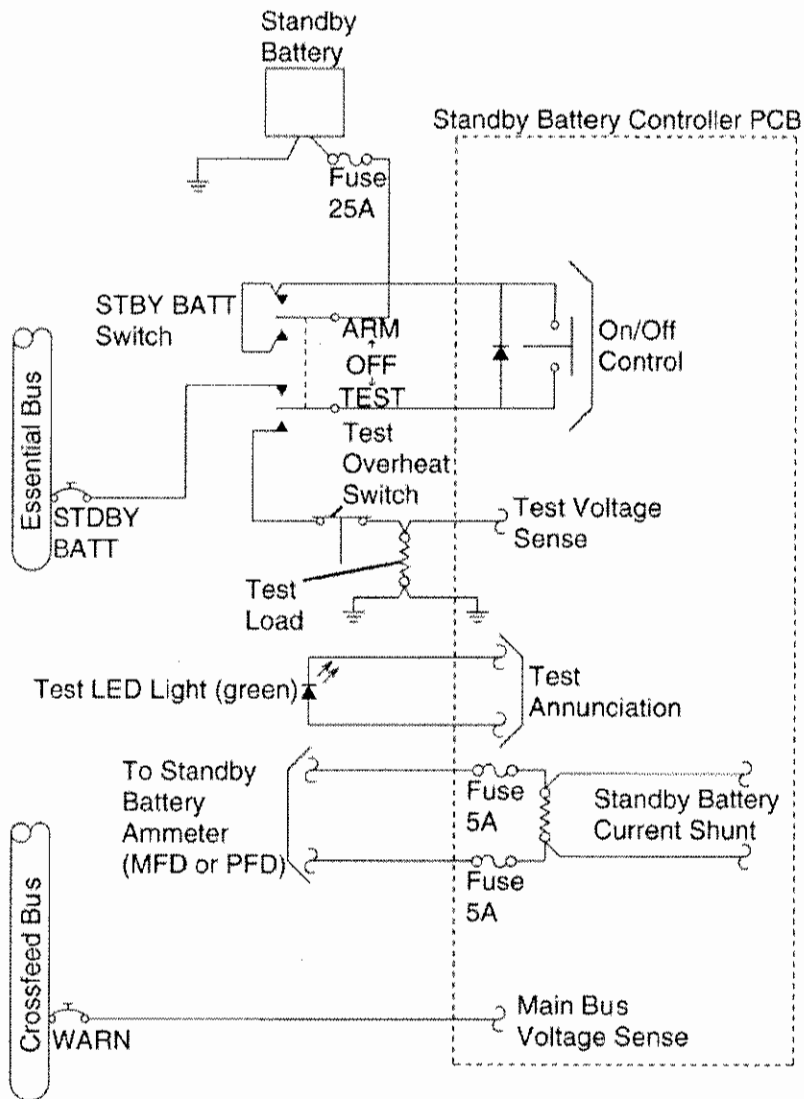 Standby
Battery
Standby Battery Controller PCB
Fuse
25A
STBY BATT
Switch
ARM
OFF
TEST
On/Off
Control
Essential Bus
STDBY
BATT
Test
Overheat
Switch
Test Voltage
Sense
Test
Load
Test LED Light (green)
Test
Annunciation
To Standby
Battery
Ammeter
(MFD or PFD)
Fuse
5A
Fuse
5A
Standby Battery
Current Shunt
Crossfeed Bus
WARN
Main Bus
Voltage Sense